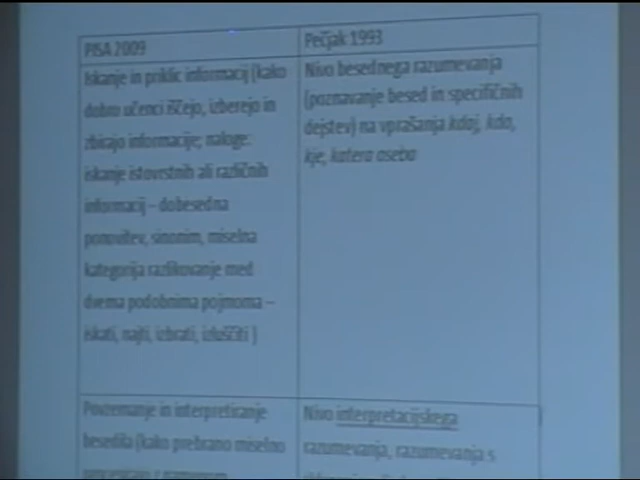 PISA 2009
Iskanje in priklic informacij (kako
dobro učenci iščejo, izberejo in
zbirajo informacije; naloge:
iskanje istovrstnih ali različnih
informacij – dobesedna
ponovitev, sinonim, miselna
kategorija razlikovanje med
dvema podobnima pojmoma –
iskati, najti, izbrati, izluščiti )
Pečjak 1993
Nivo besednega razumevanja
(poznavanje besed in specifičnih
dejstev) na vprašanja kdaj, kdo,
kje, katera oseba
Povzemanje in interpretiranje
besedila (kako prebrano miselno
Nivo interpretacijskega
razumevanja, razumevanja s